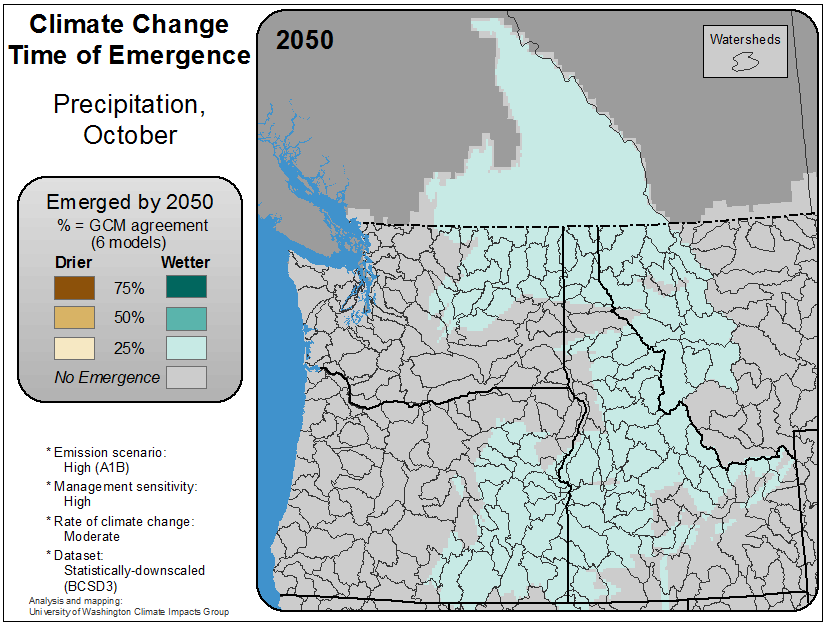 Climate Change
Time of Emergence
Precipitation,
October
Emerged by 2050
% = GCM agreement
(6 models)
Drier Wetter
75%
50%
25%
No Emergence
* Emission scenario:
High (A1B)
* Management sensitivity:
High
* Rate of climate change:
Moderate
* Dataset:
Statistically-downscaled
(BCSD3)
Analysis and mapping:
University of Washington Climate Impacts Group
2050
Watersheds